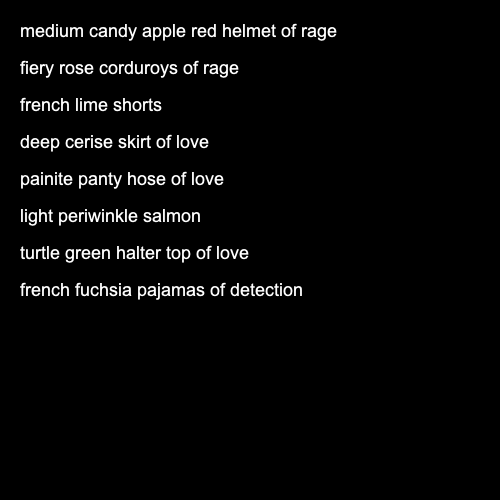 medium candy apple red helmet of rage
fiery rose corduroys of rage
french lime shorts
deep cerise skirt of love
painite panty hose of love
light periwinkle salmon
turtle green halter top of love
french fuchsia pajamas of detection